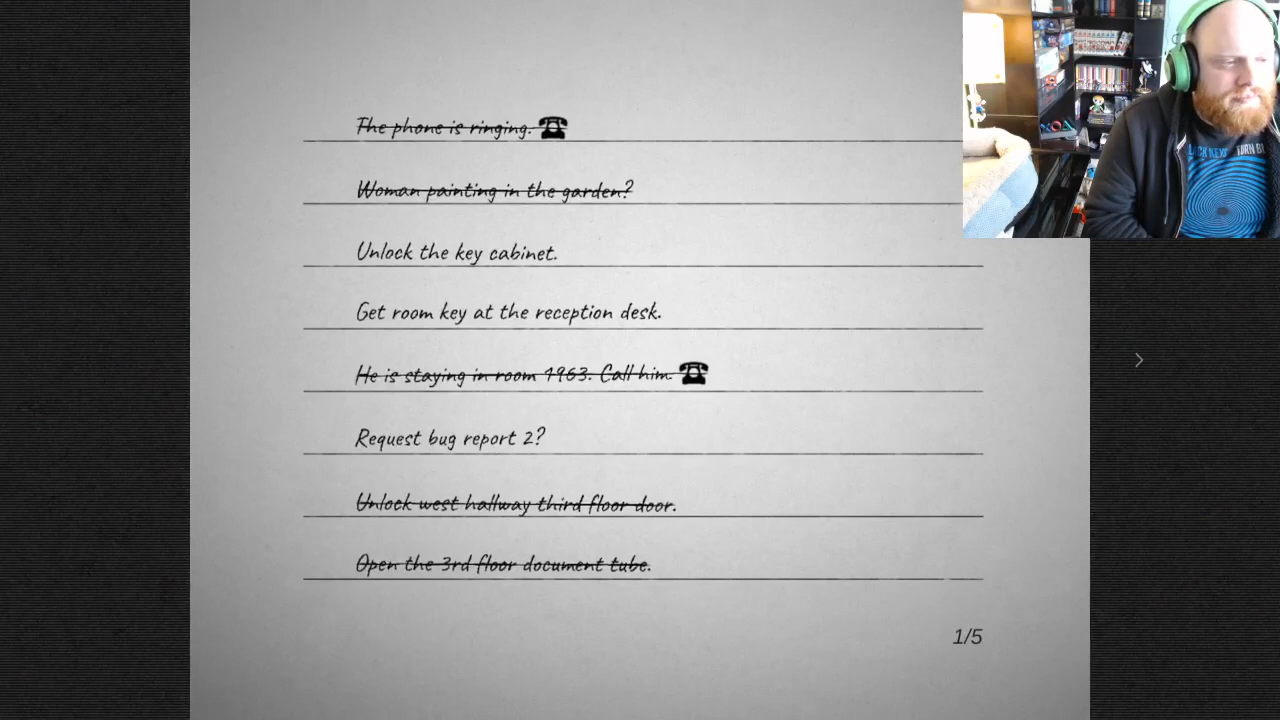 The phone is ringing. ☎
Woman painting in the garden?
Unlock the key cabinet.
Get room key at the reception desk.
He is staying in room 1963. Call him. ☎
Request bug report 2?
Unlock west hallway third floor door.
Open the 3rd floor document tube.
1/5